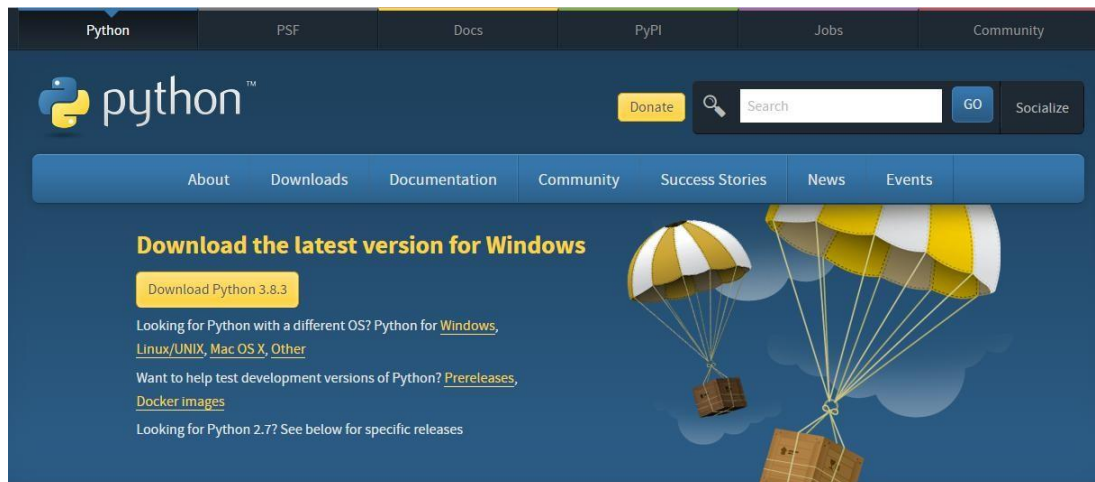 Python PSF Docs PyPI Jobs Community
python™
Donate Search GO Socialize
About Downloads Documentation Community Success Stories News Events
Download the latest version for Windows
Download Python 3.8.3
Looking for Python with a different OS? Python for Windows,
Linux/UNIX, Mac OS X, Other
Want to help test development versions of Python? Prereleases,
Docker images
Looking for Python 2.7? See below for specific releases